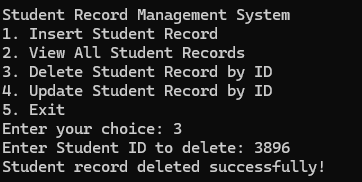 Student Record Management System
1. Insert Student Record
2. View All Student Records
3. Delete Student Record by ID
4. Update Student Record by ID
5. Exit
Enter your choice: 3
Enter Student ID to delete: 3896
Student record deleted successfully!